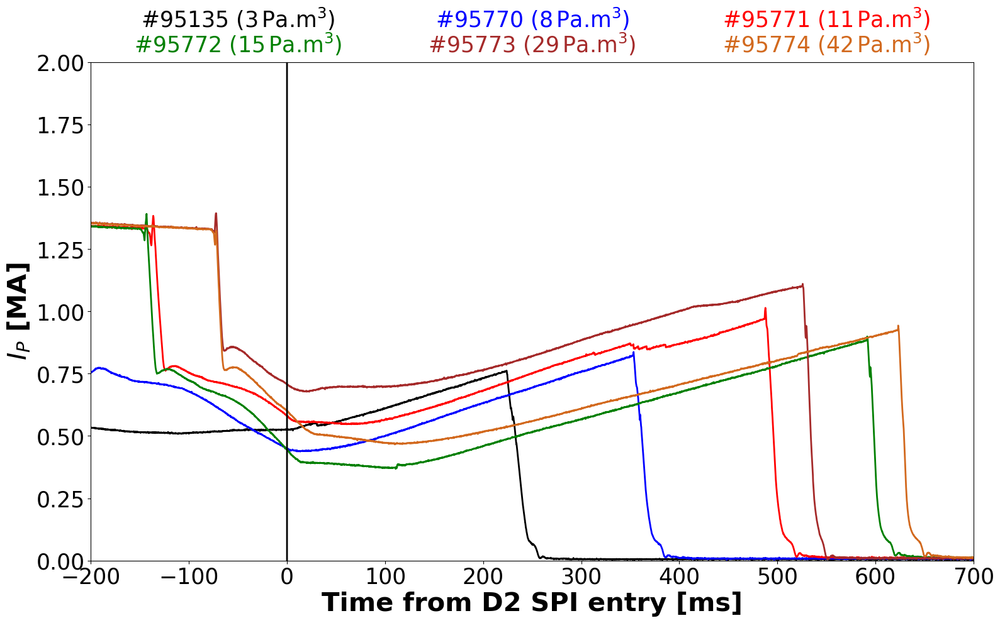 #95135 (3 Pa.m³) #95770 (8 Pa.m³) #95771 (11 Pa.m³)
#95772 (15 Pa.m³) #95773 (29 Pa.m³) #95774 (42 Pa.m³)
2.00
1.75
1.50
1.25
1.00
0.75
0.50
0.25
0.00
I_P [MA]
−200 −100 0 100 200 300 400 500 600 700
Time from D2 SPI entry [ms]